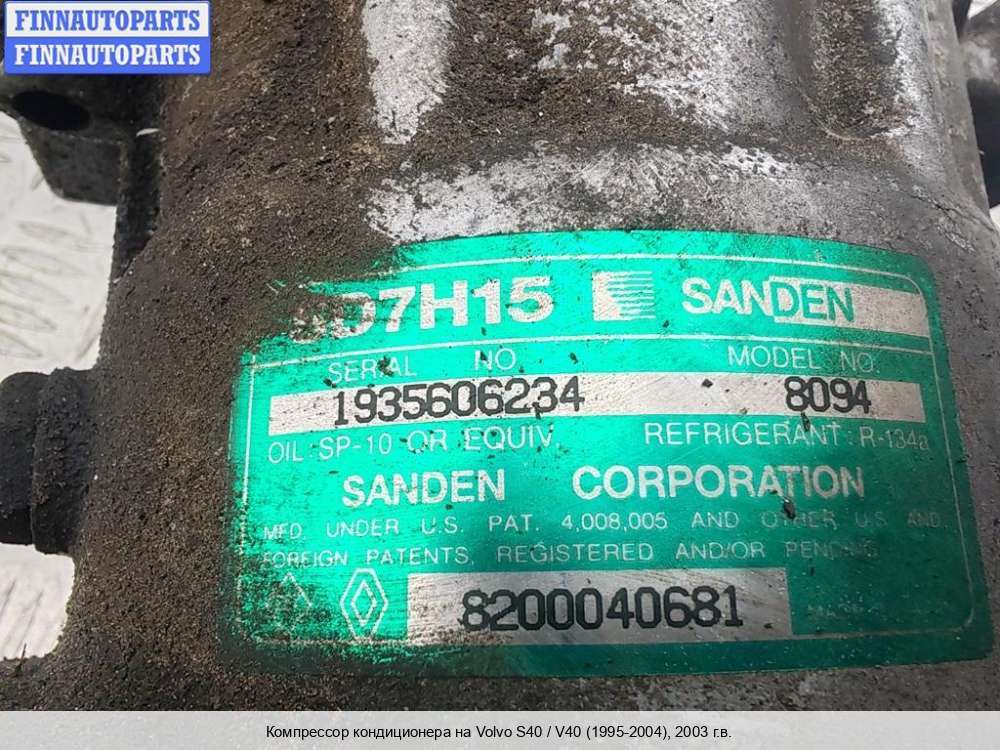 FINNAUTOPARTS
FINNAUTOPARTS
SD7H15 SANDEN
SERIAL NO. MODEL NO.
1935606234 8094
OIL: SP-10 OR EQUIV. REFRIGERANT: R-134a
SANDEN CORPORATION
MFD. UNDER U.S. PAT. 4,008,005 AND OTHER U.S. AND
FOREIGN PATENTS, REGISTERED AND/OR PENDING
8200040681
Компрессор кондиционера на Volvo S40 / V40 (1995-2004), 2003 г.в.